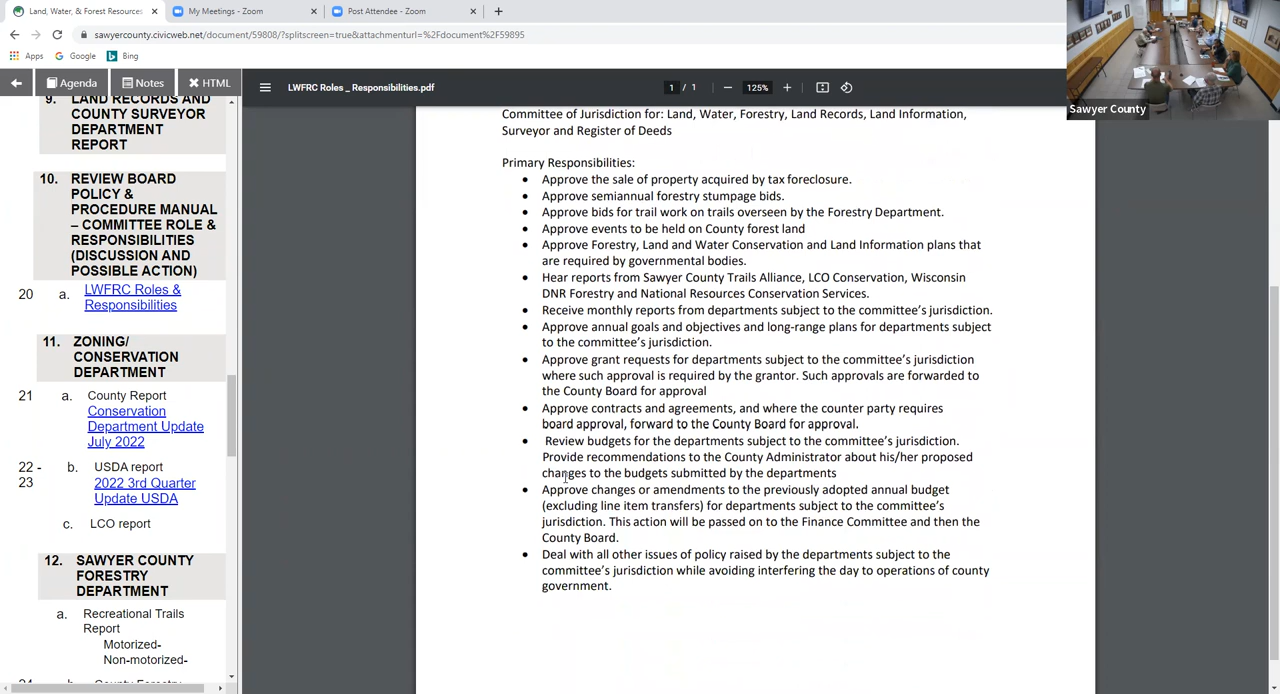 Land, Water, & Forest Resources
My Meetings - Zoom
Post Attendee - Zoom
sawyercounty.civicweb.net/document/59808/?splitscreen=true&attachmenturl=%2Fdocument%2F59895
Apps
Google
Bing
Agenda
Notes
HTML
LWFRC Roles _ Responsibilities.pdf
1 / 1
125%
Sawyer County
9. LAND RECORDS AND
COUNTY SURVEYOR
DEPARTMENT
REPORT
10. REVIEW BOARD
POLICY &
PROCEDURE MANUAL
– COMMITTEE ROLE &
RESPONSIBILITIES
(DISCUSSION AND
POSSIBLE ACTION)
20 a. LWFRC Roles &
Responsibilities
11. ZONING/
CONSERVATION
DEPARTMENT
21 a. County Report
Conservation
Department Update
July 2022
22 - b. USDA report
23 2022 3rd Quarter
Update USDA
c. LCO report
12. SAWYER COUNTY
FORESTRY
DEPARTMENT
a. Recreational Trails
Report
Motorized-
Non-motorized-
24 b. County Forestry
Committee of Jurisdiction for: Land, Water, Forestry, Land Records, Land Information,
Surveyor and Register of Deeds
Primary Responsibilities:
• Approve the sale of property acquired by tax foreclosure.
• Approve semiannual forestry stumpage bids.
• Approve bids for trail work on trails overseen by the Forestry Department.
• Approve events to be held on County forest land
• Approve Forestry, Land and Water Conservation and Land Information plans that
are required by governmental bodies.
• Hear reports from Sawyer County Trails Alliance, LCO Conservation, Wisconsin
DNR Forestry and National Resources Conservation Services.
• Receive monthly reports from departments subject to the committee's jurisdiction.
• Approve annual goals and objectives and long-range plans for departments subject
to the committee's jurisdiction.
• Approve grant requests for departments subject to the committee's jurisdiction
where such approval is required by the grantor. Such approvals are forwarded to
the County Board for approval
• Approve contracts and agreements, and where the counter party requires
board approval, forward to the County Board for approval.
• Review budgets for the departments subject to the committee's jurisdiction.
Provide recommendations to the County Administrator about his/her proposed
changes to the budgets submitted by the departments
• Approve changes or amendments to the previously adopted annual budget
(excluding line item transfers) for departments subject to the committee's
jurisdiction. This action will be passed on to the Finance Committee and then the
County Board.
• Deal with all other issues of policy raised by the departments subject to the
committee's jurisdiction while avoiding interfering the day to operations of county
government.